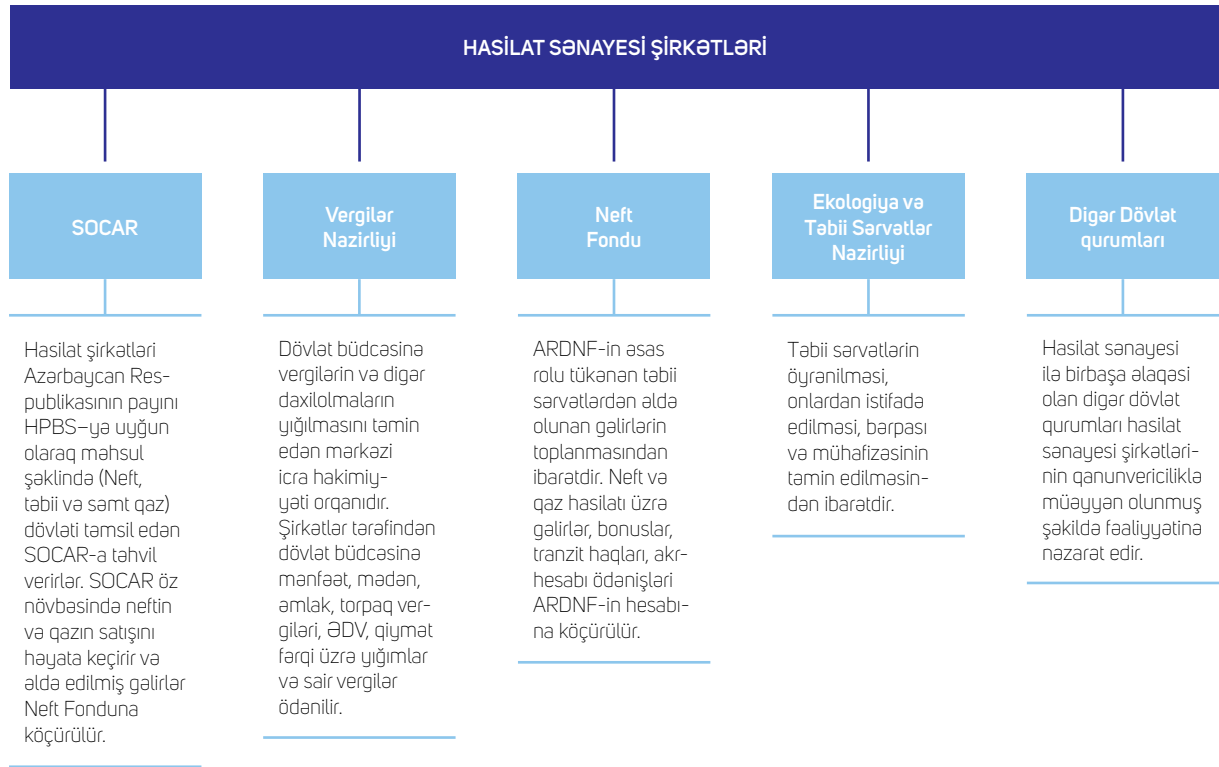 HASİLAT SƏNAYESİ ŞİRKƏTLƏRİ
SOCAR
Hasilat şirkətləri
Azərbaycan Res-
publikasının payını
HPBS–yə uyğun
olaraq məhsul
şəklində (Neft,
təbii və səmt qaz)
dövləti təmsil edən
SOCAR-a təhvil
verirlər. SOCAR öz
növbəsində neftin
və qazın satışını
həyata keçirir və
əldə edilmiş gəlirlər
Neft Fonduna
köçürülür.
Vergilər
Nazirliyi
Dövlət büdcəsinə
vergilərin və digər
daxilolmaların
yığılmasını təmin
edən mərkəzi
icra hakimiy-
yəti orqanıdır.
Şirkətlər tərəfindən
dövlət büdcəsinə
mənfəət, mədən,
əmlak, torpaq ver-
giləri, ƏDV, qiymət
fərqi üzrə yığımlar
və sair vergilər
ödənilir.
Neft
Fondu
ARDNF-in əsas
rolu tükənən təbii
sərvətlərdən əldə
olunan gəlirlərin
toplanmasından
ibarətdir. Neft və
qaz hasilatı üzrə
gəlirlər, bonuslar,
tranzit haqları, akr-
hesabı ödənişləri
ARDNF-in hesabı-
na köçürülür.
Ekologiya və
Təbii Sərvətlər
Nazirliyi
Təbii sərvətlərin
öyrənilməsi,
onlardan istifadə
edilməsi, bərpası
və mühafizəsinin
təmin edilməsin-
dən ibarətdir.
Digər Dövlət
qurumları
Hasilat sənayesi
ilə birbaşa əlaqəsi
olan digər dövlət
qurumları hasilat
sənayesi şirkətləri-
nin qanunvericiliklə
müəyyən olunmuş
şəkildə fəaliyyətinə
nəzarət edir.